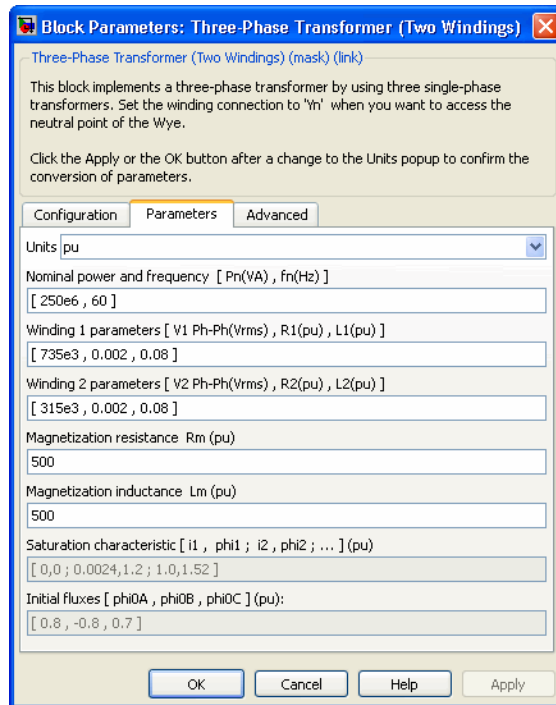 Block Parameters: Three-Phase Transformer (Two Windings)
Three-Phase Transformer (Two Windings) (mask) (link)
This block implements a three-phase transformer by using three single-phase
transformers. Set the winding connection to 'Yn' when you want to access the
neutral point of the Wye.
Click the Apply or the OK button after a change to the Units popup to confirm the
conversion of parameters.
Configuration Parameters Advanced
Units pu
Nominal power and frequency [ Pn(VA) , fn(Hz) ]
[ 250e6 , 60 ]
Winding 1 parameters [ V1 Ph-Ph(Vrms) , R1(pu) , L1(pu) ]
[ 735e3 , 0.002 , 0.08 ]
Winding 2 parameters [ V2 Ph-Ph(Vrms) , R2(pu) , L2(pu) ]
[ 315e3 , 0.002 , 0.08 ]
Magnetization resistance Rm (pu)
500
Magnetization inductance Lm (pu)
500
Saturation characteristic [ i1 , phi1 ; i2 , phi2 ; ... ] (pu)
[ 0,0 ; 0.0024,1.2 ; 1.0,1.52 ]
Initial fluxes [ phi0A , phi0B , phi0C ] (pu):
[ 0.8 , -0.8 , 0.7 ]
OK Cancel Help Apply